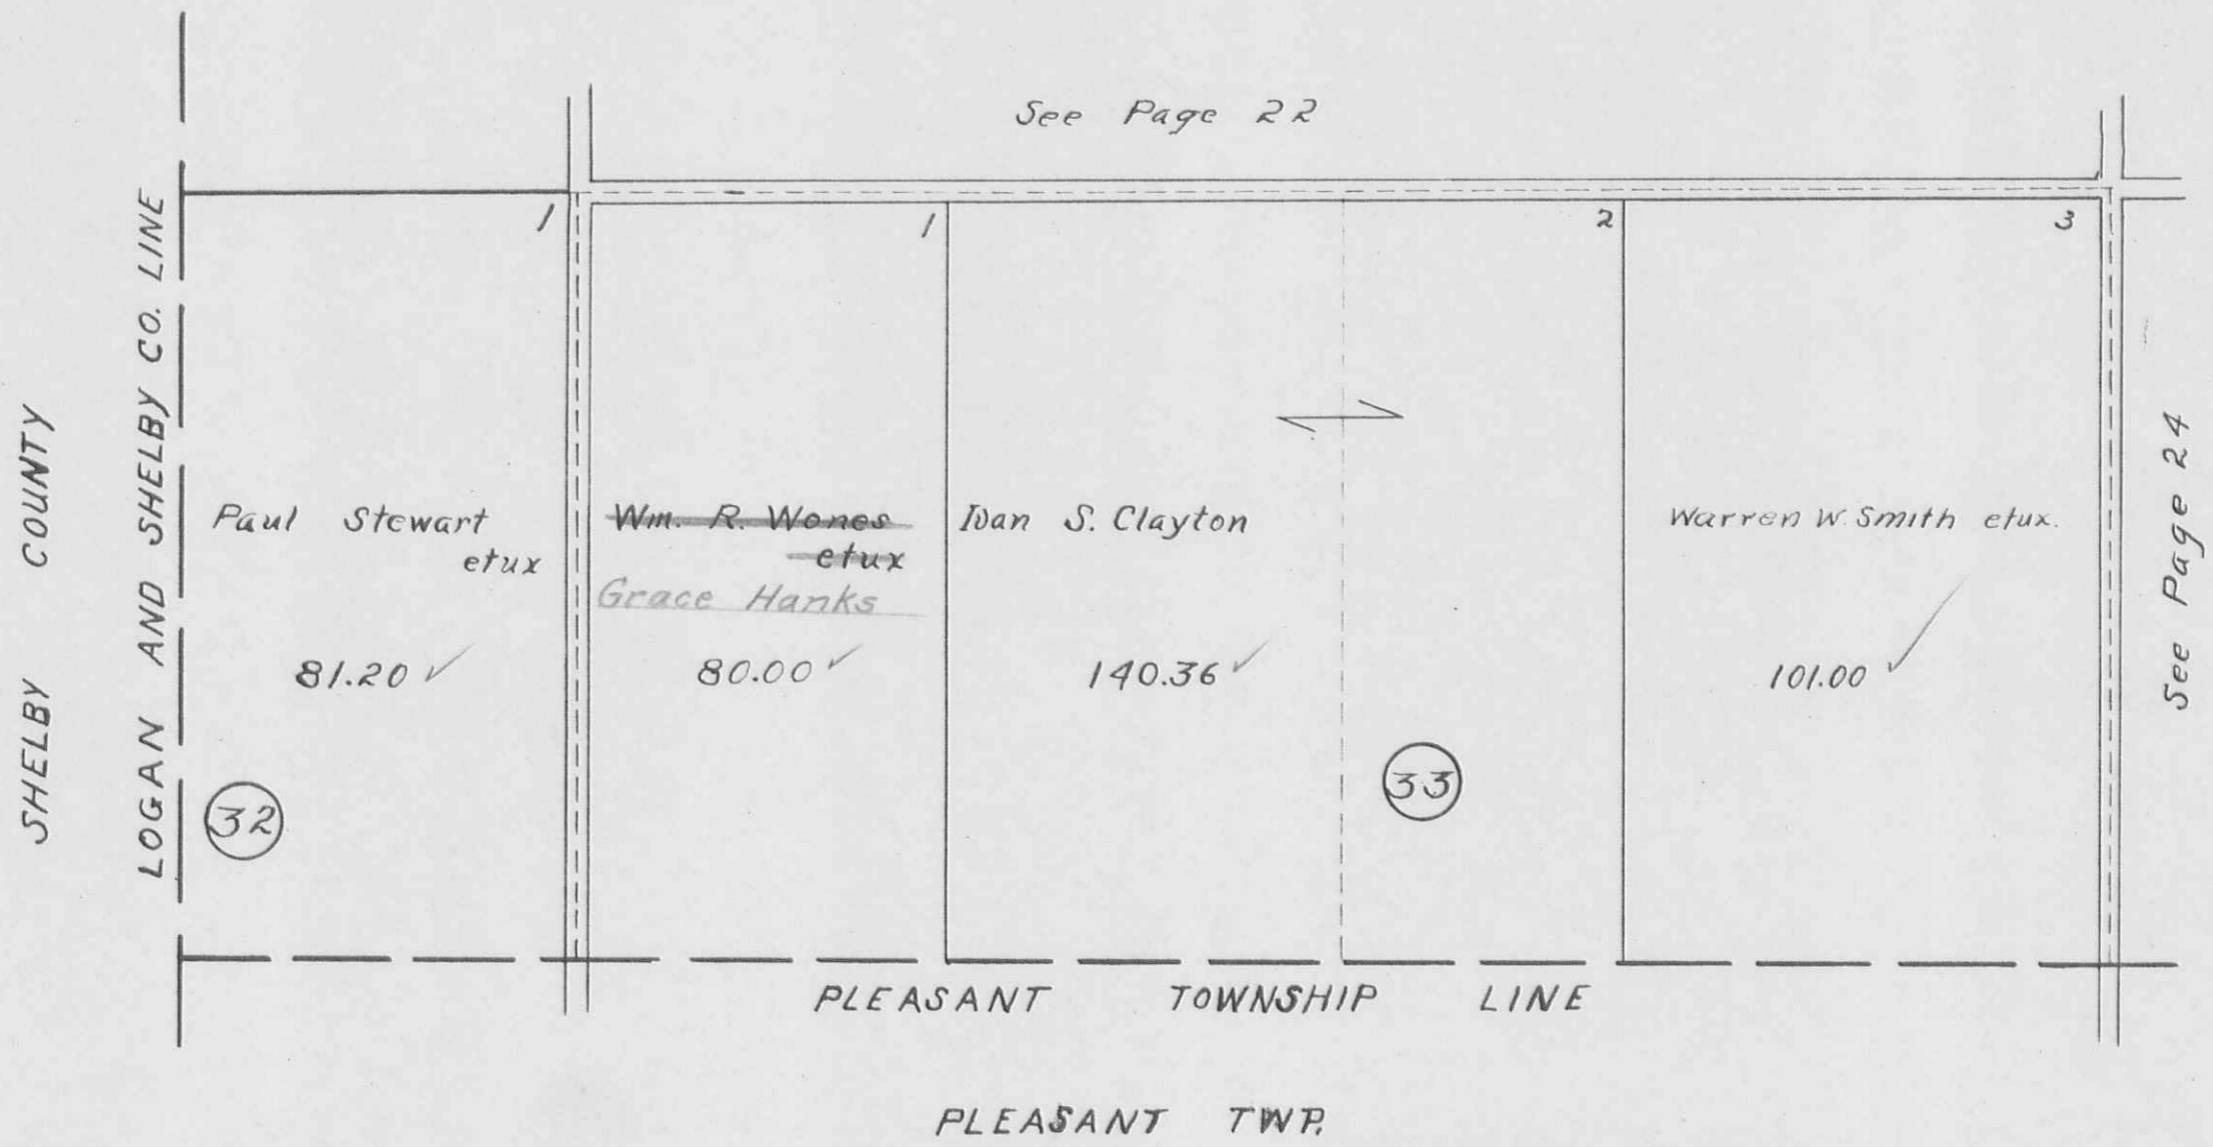 See Page 22
SHELBY COUNTY
LOGAN AND SHELBY CO. LINE
1
1
2
3
Paul Stewart
etux
81.20 ✓
32
Wm. R. Wones
etux
Grace Hanks
80.00 ✓
Ivan S. Clayton
140.36 ✓
33
Warren W. Smith etux.
101.00 ✓
See Page 24
PLEASANT TOWNSHIP LINE
PLEASANT TWP.